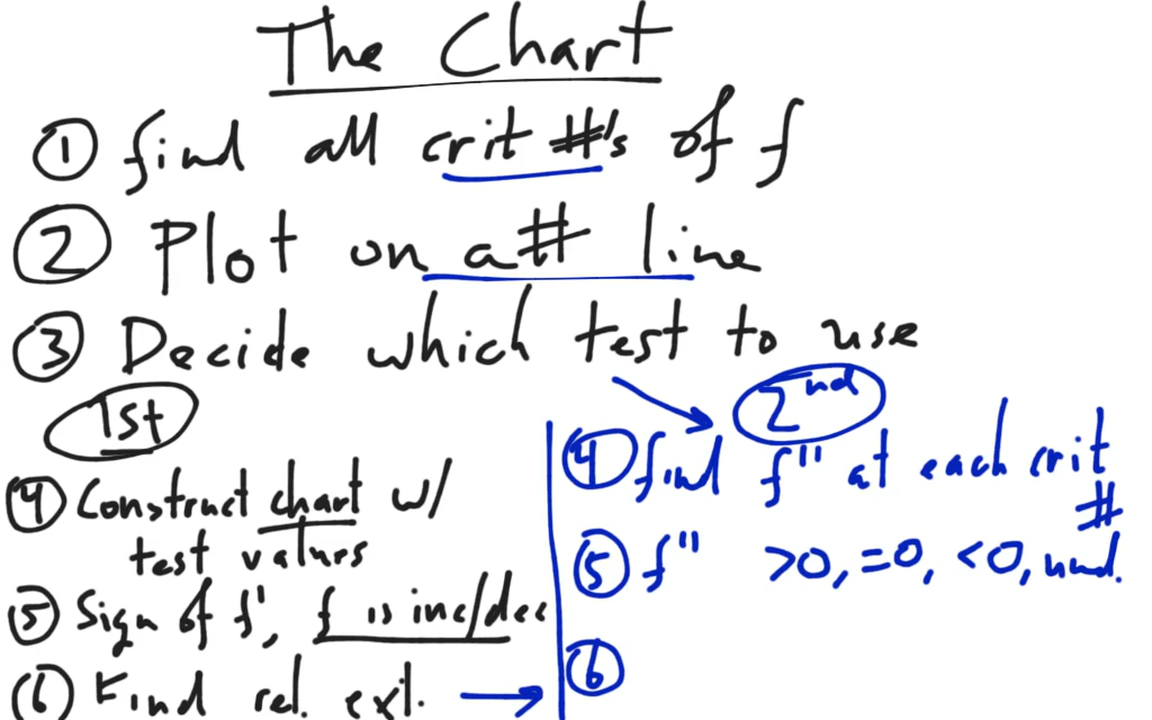 The Chart
① find all crit #'s of f
② Plot on a # line
③ Decide which test to use
1st
④ Construct chart w/
test values
⑤ Sign of f', f is inc/dec
⑥ Find rel. ext.
2nd
④ find f" at each crit
#
⑤ f" >0, =0, <0, und.
⑥